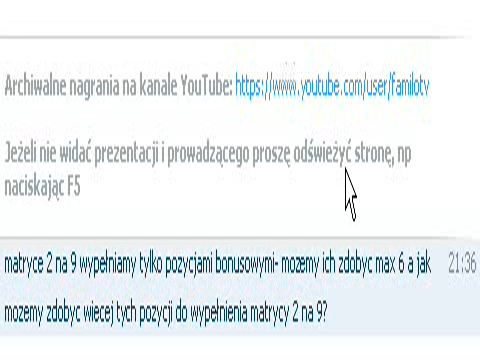 Archiwalne nagrania na kanale YouTube: https://www.youtube.com/user/familotv
Jeżeli nie widać prezentacji i prowadzącego proszę odświeżyć stronę, np
naciskając F5
matryce 2 na 9 wypełniamy tylko pozycjami bonusowymi- mozemy ich zdobyc max 6 a jak 21:36
mozemy zdobyc wiecej tych pozycji do wypełnienia matrycy 2 na 9?